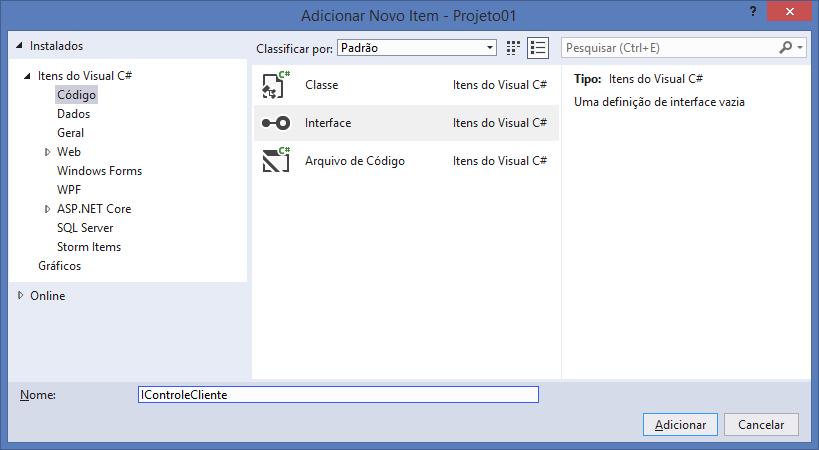 Adicionar Novo Item - Projeto01
?
Instalados
Classificar por: Padrão
Pesquisar (Ctrl+E)
Itens do Visual C#
Código
Dados
Geral
Web
Windows Forms
WPF
ASP.NET Core
SQL Server
Storm Items
Gráficos
Online
C# Classe Itens do Visual C#
Interface Itens do Visual C#
C# Arquivo de Código Itens do Visual C#
Tipo: Itens do Visual C#
Uma definição de interface vazia
Nome: IControleCliente
Adicionar Cancelar